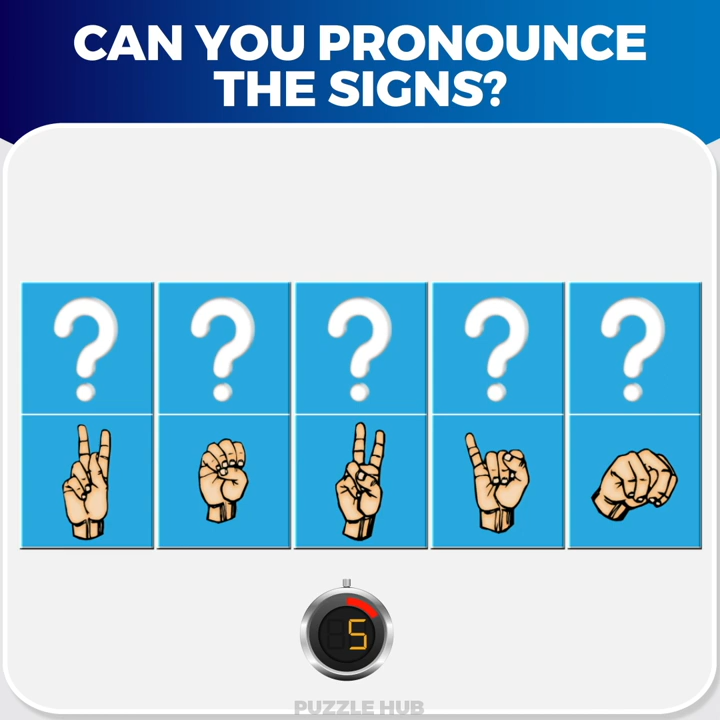 CAN YOU PRONOUNCE
THE SIGNS?
? ? ? ? ?
5
PUZZLE HUB